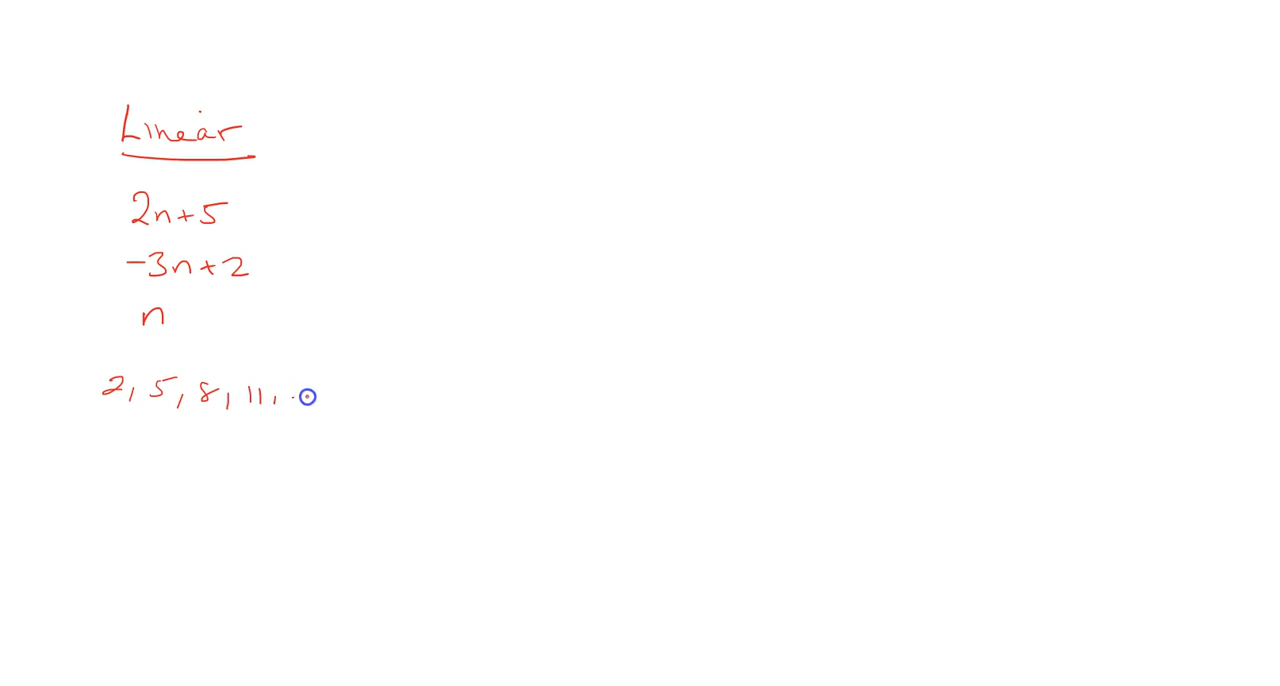 Linear
2n+5
-3n+2
n
2, 5, 8, 11, .